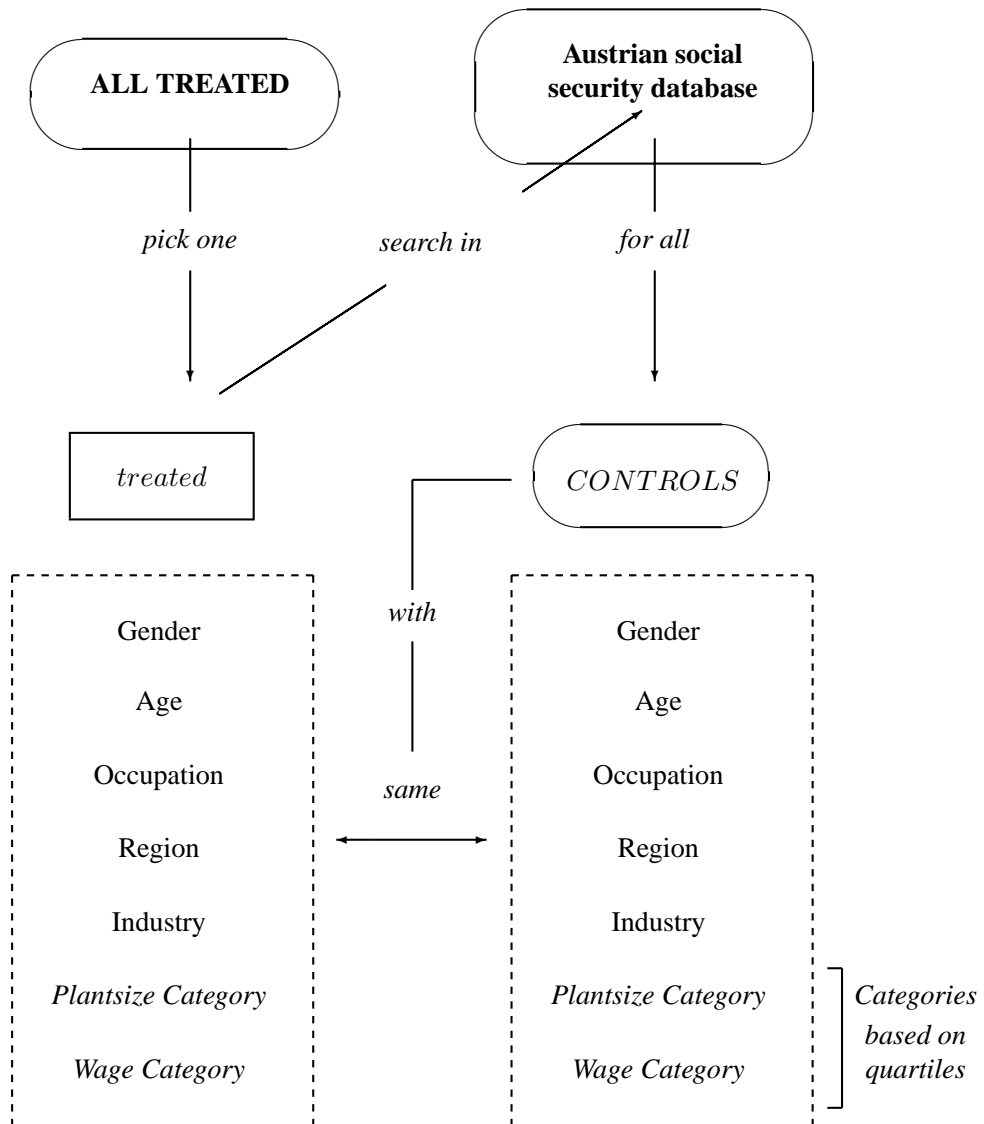 ALL TREATED
Austrian social
security database
pick one
search in
for all
treated
CONTROLS
with
same
Gender
Age
Occupation
Region
Industry
Plantsize Category
Wage Category
Gender
Age
Occupation
Region
Industry
Plantsize Category
Wage Category
Categories
based on
quartiles